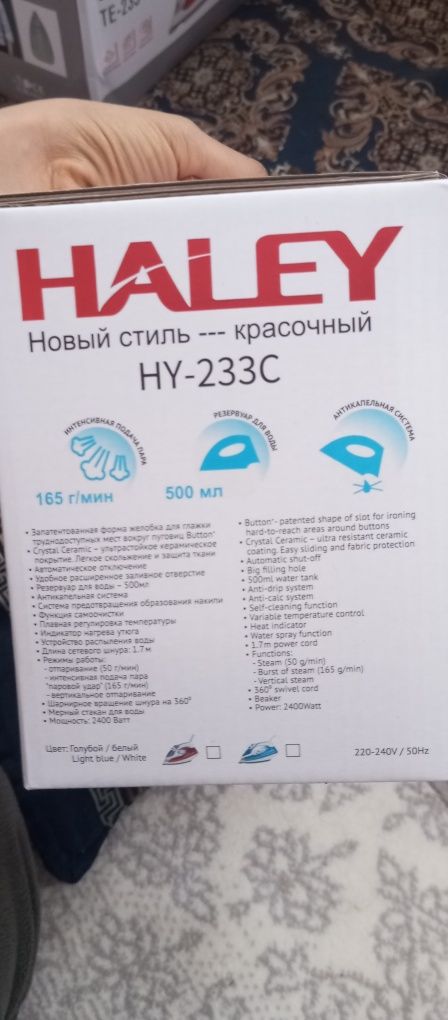 TE-233
HALEY
Новый стиль --- красочный
HY-233C
ИНТЕНСИВНАЯ ПОДАЧА ПАРА
РЕЗЕРВУАР ДЛЯ ВОДЫ
АНТИКАПЕЛЬНАЯ СИСТЕМА
165 г/мин
500 мл
• Запатентованная форма желобка для глажки
труднодоступных мест вокруг пуговиц Button'
• Crystal Ceramic – ультрастойкое керамическое
покрытие. Легкое скольжение и защита ткани
• Автоматическое отключение
• Удобное расширенное заливное отверстие
• Резервуар для воды – 500мл
• Антикапельная система
• Система предотвращения образования накипи
• Функция самоочистки
• Плавная регулировка температуры
• Индикатор нагрева утюга
• Устройство распыления воды
• Длина сетевого шнура: 1.7 м
• Режимы работы:
- отпаривание (50 г/мин)
- интенсивная подача пара
"паровой удар" (165 г/мин)
- вертикальное отпаривание
• Шарнирное вращение шнура на 360°
• Мерный стакан для воды
• Мощность: 2400 Ватт
• Button' - patented shape of slot for ironing
hard-to-reach areas around buttons
• Crystal Ceramic – ultra resistant ceramic
coating. Easy sliding and fabric protection
• Automatic shut-off
• Big filling hole
• 500ml water tank
• Anti-drip system
• Anti-calc system
• Self-cleaning function
• Variable temperature control
• Heat indicator
• Water spray function
• 1.7m power cord
• Functions:
- Steam (50 g/min)
- Burst of steam (165 g/min)
- Vertical steam
• 360° swivel cord
• Beaker
• Power: 2400Watt
Цвет: Голубой / белый
Light blue / White
220-240V / 50Hz